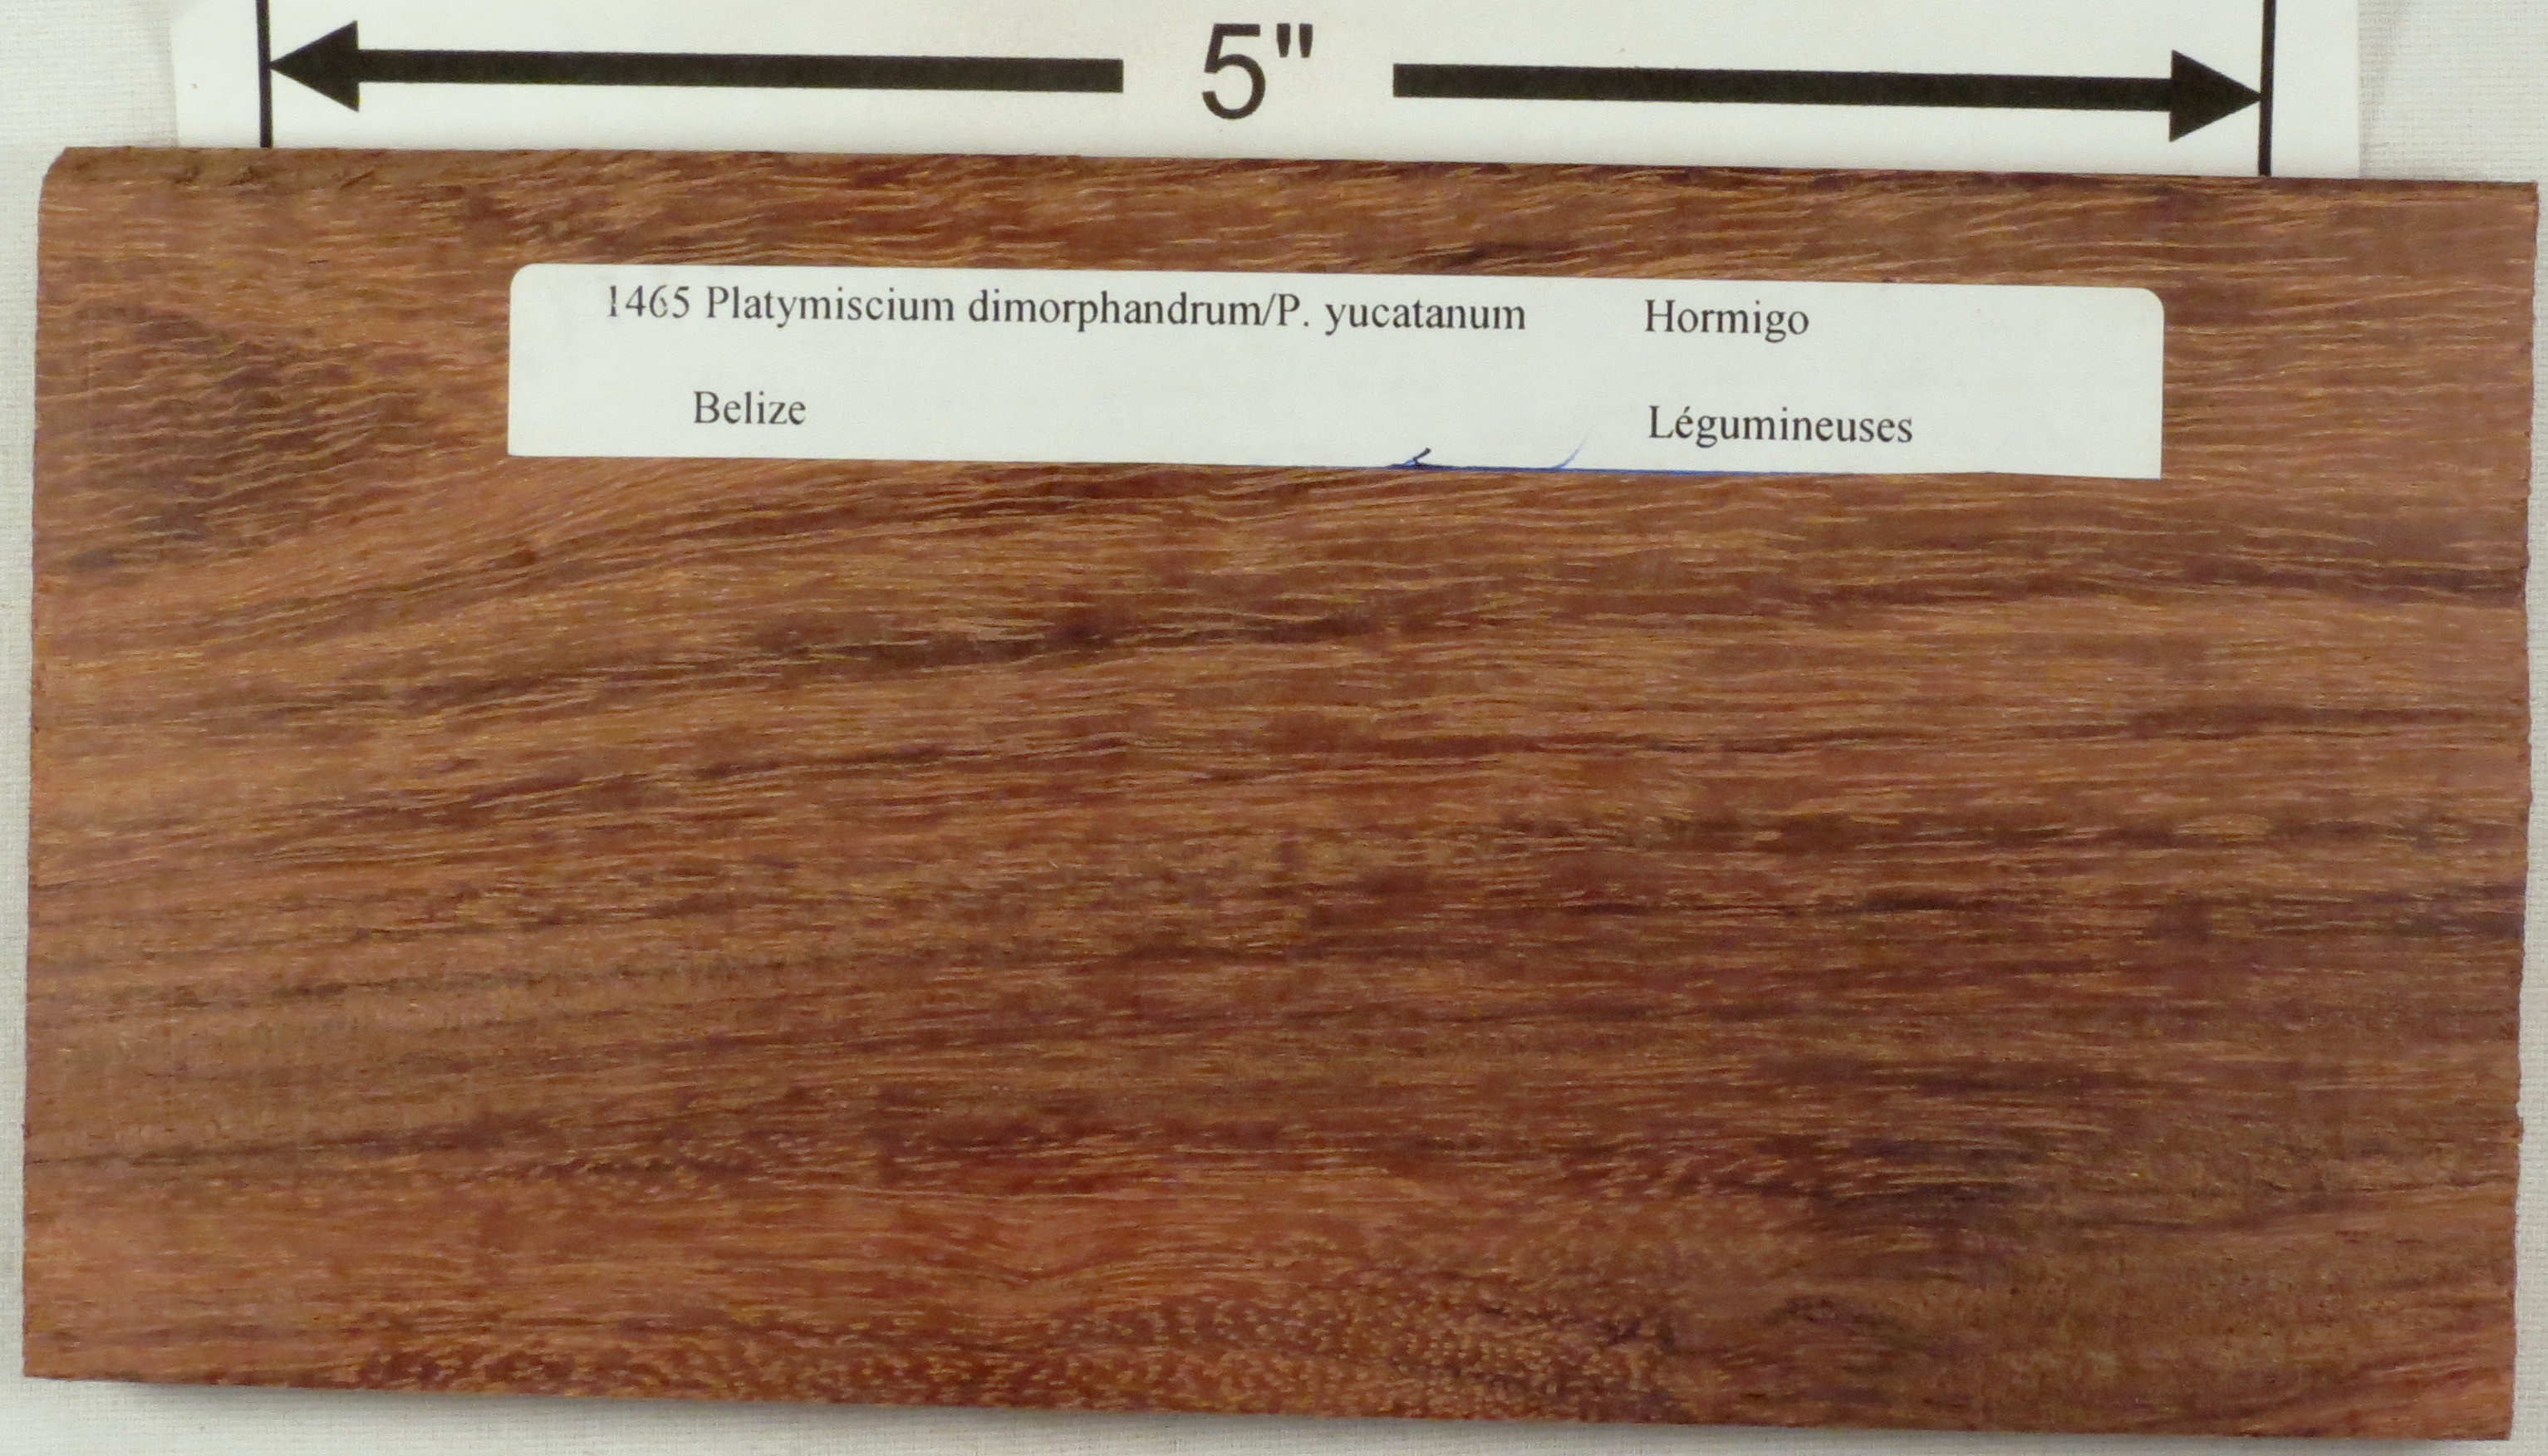 5"
1465 Platymiscium dimorphandrum/P. yucatanum Hormigo
Belize Légumineuses